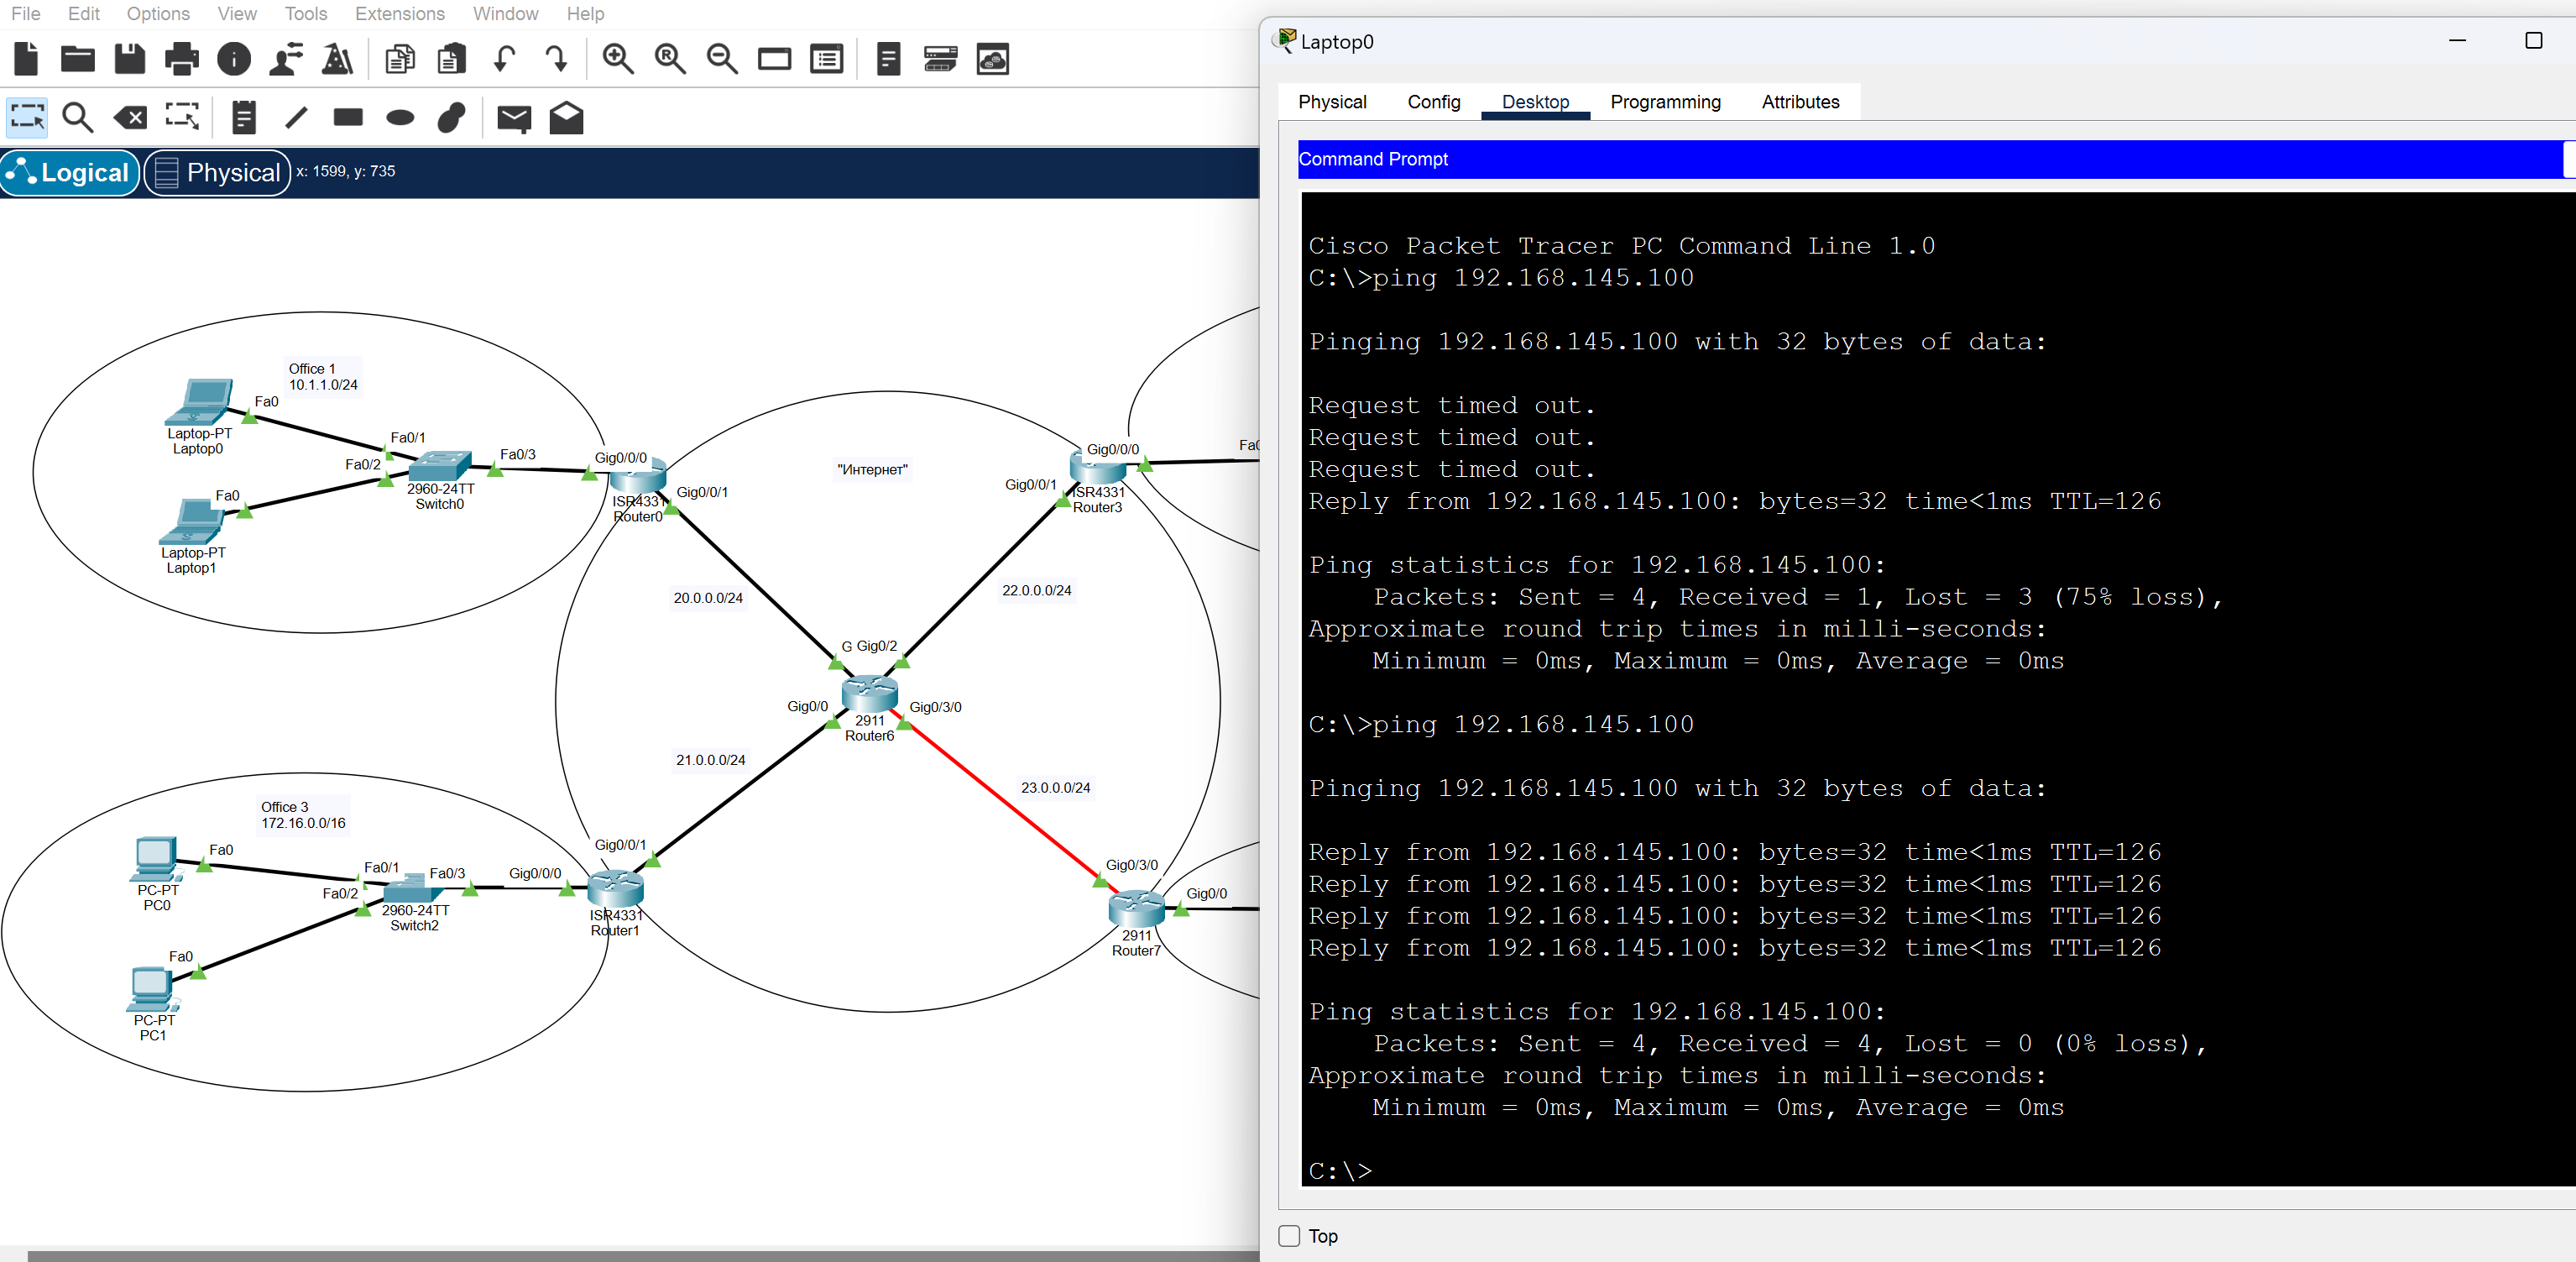 File Edit Options View Tools Extensions Window Help
Logical Physical x: 1599, y: 735
Office 1
10.1.1.0/24
Fa0
Laptop-PT
Laptop0
Fa0/1
Fa0/2
Fa0/3
Gig0/0/0
2960-24TT
Switch0
Fa0
Laptop-PT
Laptop1
ISR4331
Router0
Gig0/0/1
"Интернет"
Gig0/0/0
Gig0/0/1
ISR4331
Router3
20.0.0.0/24
22.0.0.0/24
G Gig0/2
Gig0/0
Gig0/3/0
2911
Router6
21.0.0.0/24
23.0.0.0/24
Office 3
172.16.0.0/16
Fa0
PC-PT
PC0
Fa0/1
Fa0/2
Fa0/3
Gig0/0/0
Gig0/0/1
2960-24TT
Switch2
ISR4331
Router1
Fa0
PC-PT
PC1
Gig0/3/0
Gig0/0
2911
Router7
Laptop0
Physical Config Desktop Programming Attributes
Command Prompt
Cisco Packet Tracer PC Command Line 1.0
C:\>ping 192.168.145.100
Pinging 192.168.145.100 with 32 bytes of data:
Request timed out.
Request timed out.
Request timed out.
Reply from 192.168.145.100: bytes=32 time<1ms TTL=126
Ping statistics for 192.168.145.100:
Packets: Sent = 4, Received = 1, Lost = 3 (75% loss),
Approximate round trip times in milli-seconds:
Minimum = 0ms, Maximum = 0ms, Average = 0ms
C:\>ping 192.168.145.100
Pinging 192.168.145.100 with 32 bytes of data:
Reply from 192.168.145.100: bytes=32 time<1ms TTL=126
Reply from 192.168.145.100: bytes=32 time<1ms TTL=126
Reply from 192.168.145.100: bytes=32 time<1ms TTL=126
Reply from 192.168.145.100: bytes=32 time<1ms TTL=126
Ping statistics for 192.168.145.100:
Packets: Sent = 4, Received = 4, Lost = 0 (0% loss),
Approximate round trip times in milli-seconds:
Minimum = 0ms, Maximum = 0ms, Average = 0ms
C:\>
Top